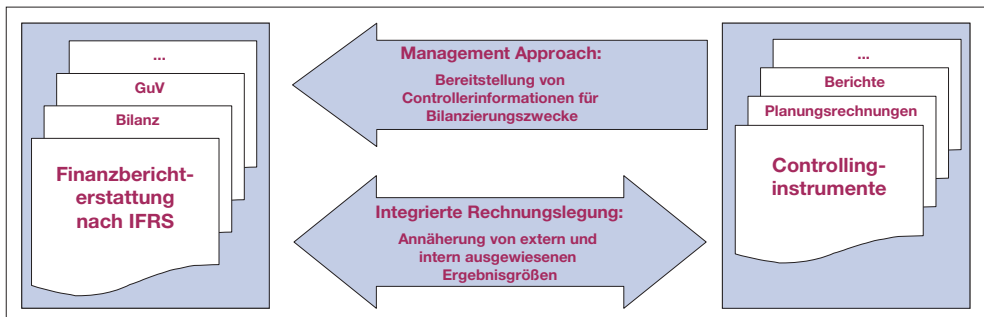 ...
GuV
Bilanz
Finanzbericht-
erstattung
nach IFRS
Management Approach:
Bereitstellung von
Controllerinformationen für
Bilanzierungszwecke
Integrierte Rechnungslegung:
Annäherung von extern und
intern ausgewiesenen
Ergebnisgrößen
...
Berichte
Planungsrechnungen
Controlling-
instrumente